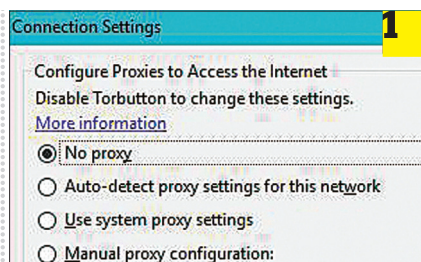 Connection Settings
1
Configure Proxies to Access the Internet
Disable Torbutton to change these settings.
More information
No proxy
Auto-detect proxy settings for this network
Use system proxy settings
Manual proxy configuration: